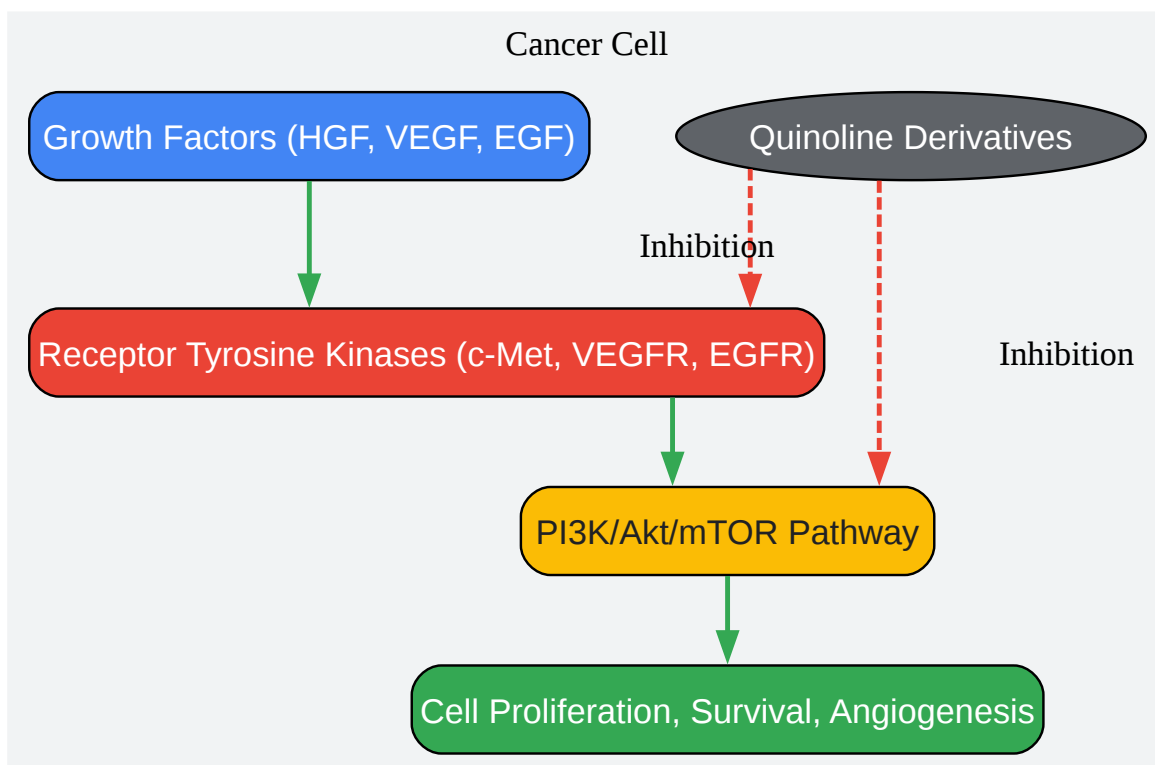 Cancer Cell
Growth Factors (HGF, VEGF, EGF)
Quinoline Derivatives
Inhibition
Receptor Tyrosine Kinases (c-Met, VEGFR, EGFR)
Inhibition
PI3K/Akt/mTOR Pathway
Cell Proliferation, Survival, Angiogenesis